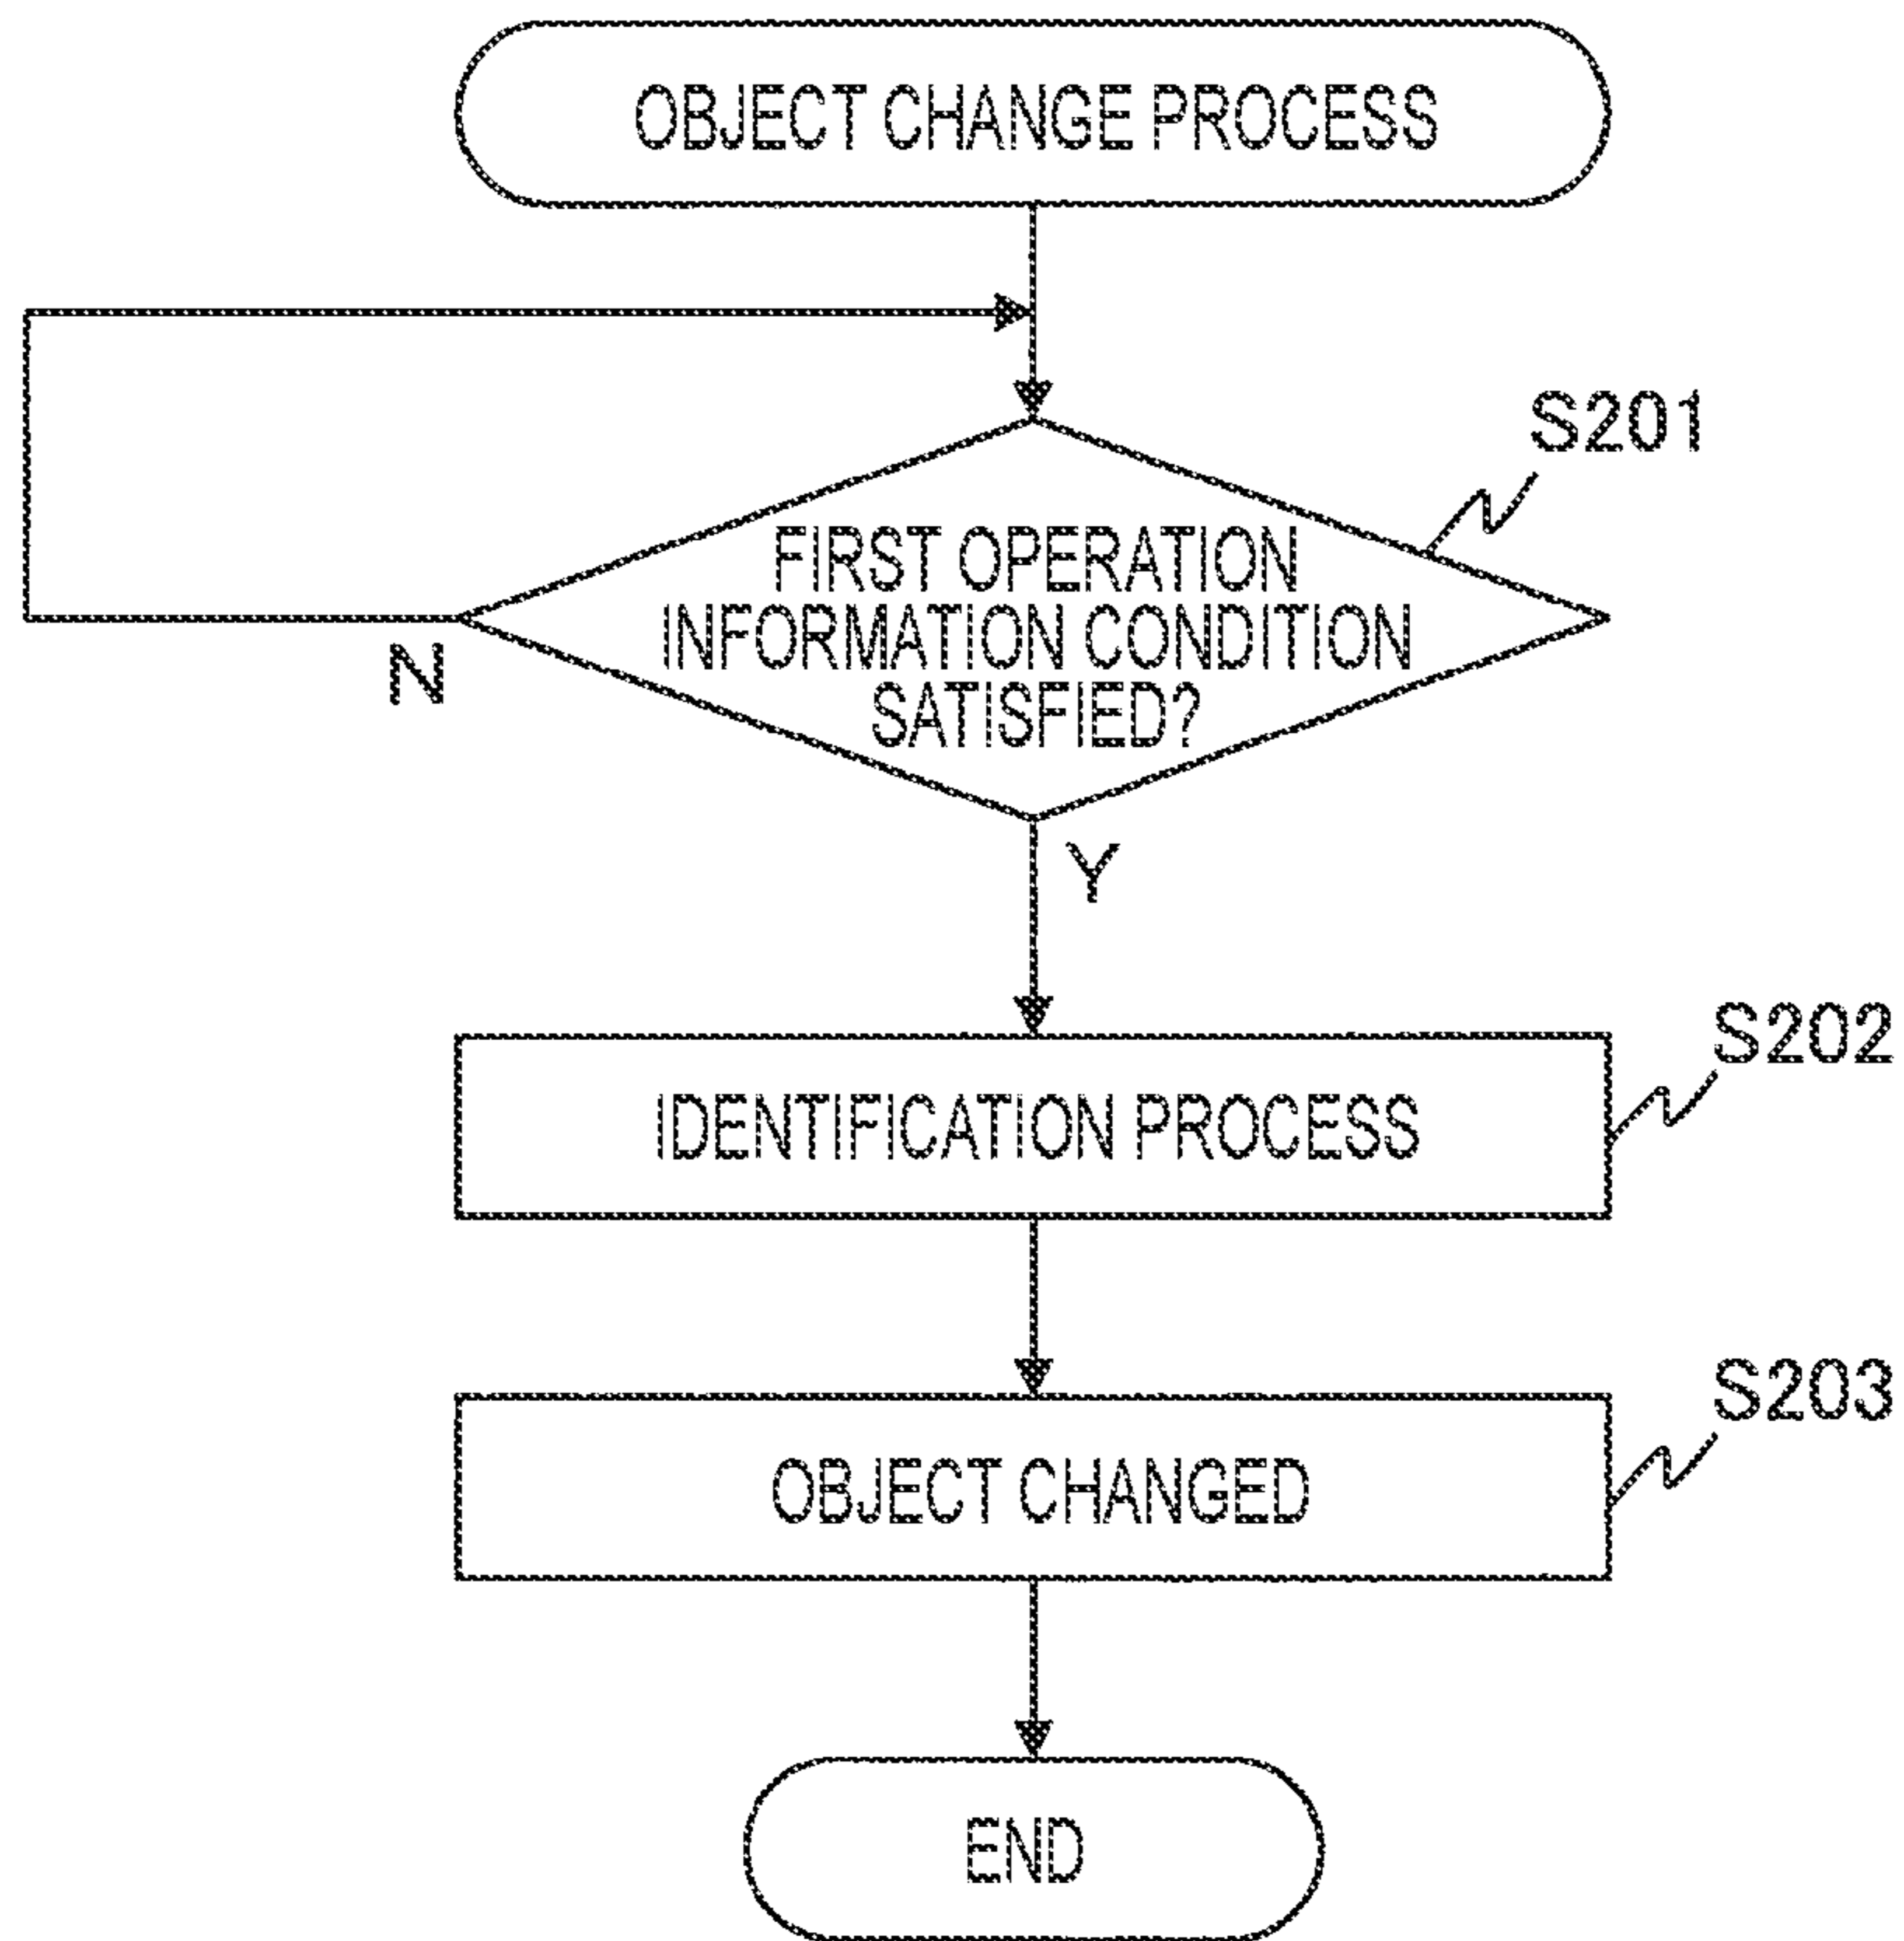 OBJECT CHANGE PROCESS
S201
FIRST OPERATION
INFORMATION CONDITION
SATISFIED?
N
Y
S202
IDENTIFICATION PROCESS
S203
OBJECT CHANGED
END